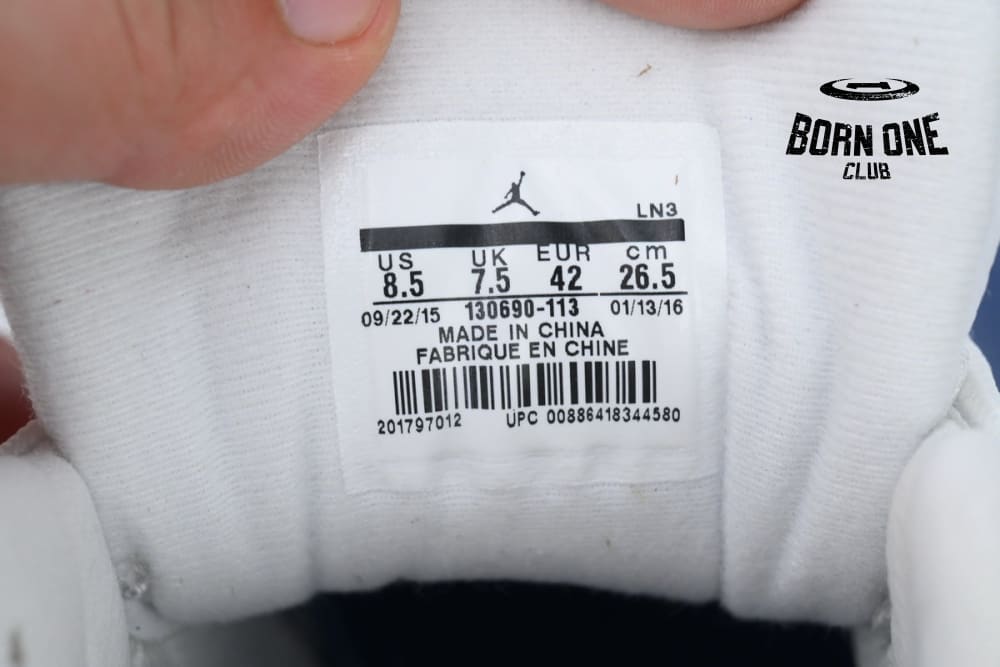 BORN ONE
CLUB
LN3
US UK EUR cm
8.5 7.5 42 26.5
09/22/15 130690-113 01/13/16
MADE IN CHINA
FABRIQUE EN CHINE
201797012 UPC 00886418344580